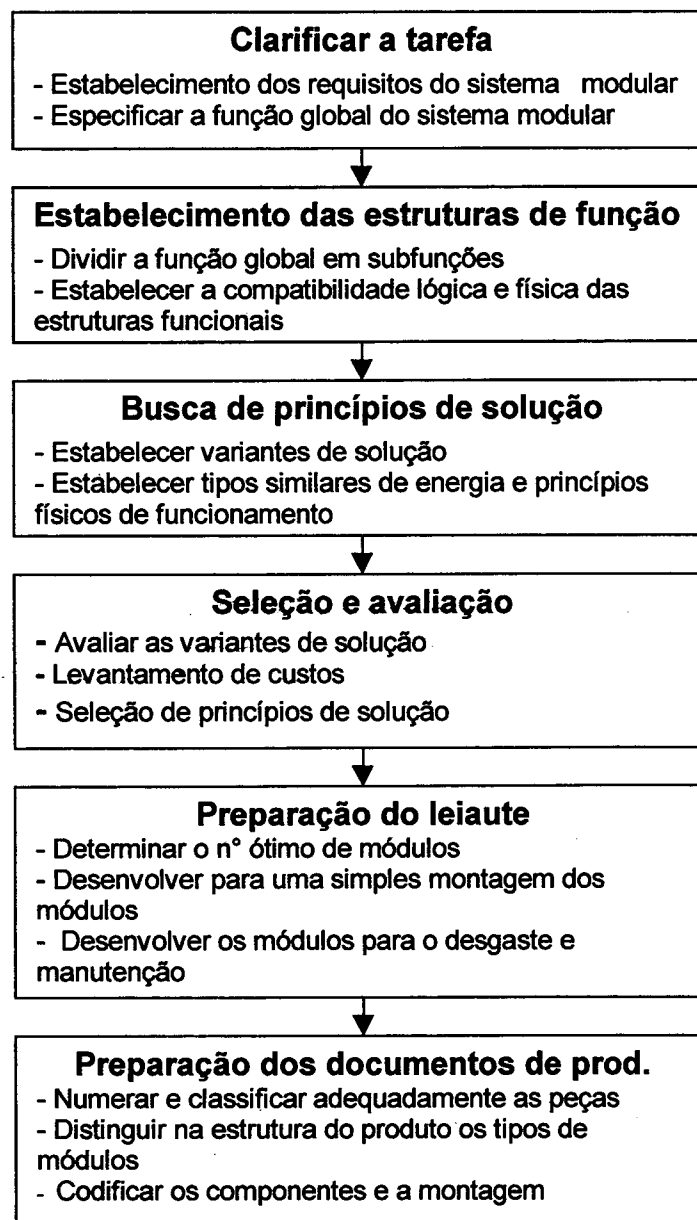 Clarificar a tarefa
- Estabelecimento dos requisitos do sistema modular
- Especificar a função global do sistema modular
Estabelecimento das estruturas de função
- Dividir a função global em subfunções
- Estabelecer a compatibilidade lógica e física das
estruturas funcionais
Busca de princípios de solução
- Estabelecer variantes de solução
- Estabelecer tipos similares de energia e princípios
físicos de funcionamento
Seleção e avaliação
- Avaliar as variantes de solução
- Levantamento de custos
- Seleção de princípios de solução
Preparação do leiaute
- Determinar o n° ótimo de módulos
- Desenvolver para uma simples montagem dos
módulos
- Desenvolver os módulos para o desgaste e
manutenção
Preparação dos documentos de prod.
- Numerar e classificar adequadamente as peças
- Distinguir na estrutura do produto os tipos de
módulos
- Codificar os componentes e a montagem